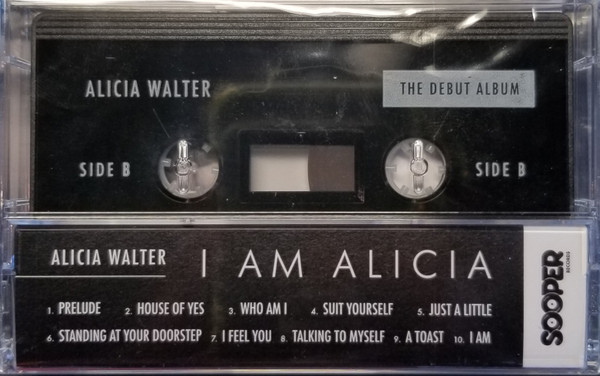 ALICIA WALTER
THE DEBUT ALBUM
SIDE B
SIDE B
ALICIA WALTER
I AM ALICIA
1. PRELUDE 2. HOUSE OF YES 3. WHO AM I 4. SUIT YOURSELF 5. JUST A LITTLE
6. STANDING AT YOUR DOORSTEP 7. I FEEL YOU 8. TALKING TO MYSELF 9. A TOAST 10. I AM
SOOPER
RECORDS